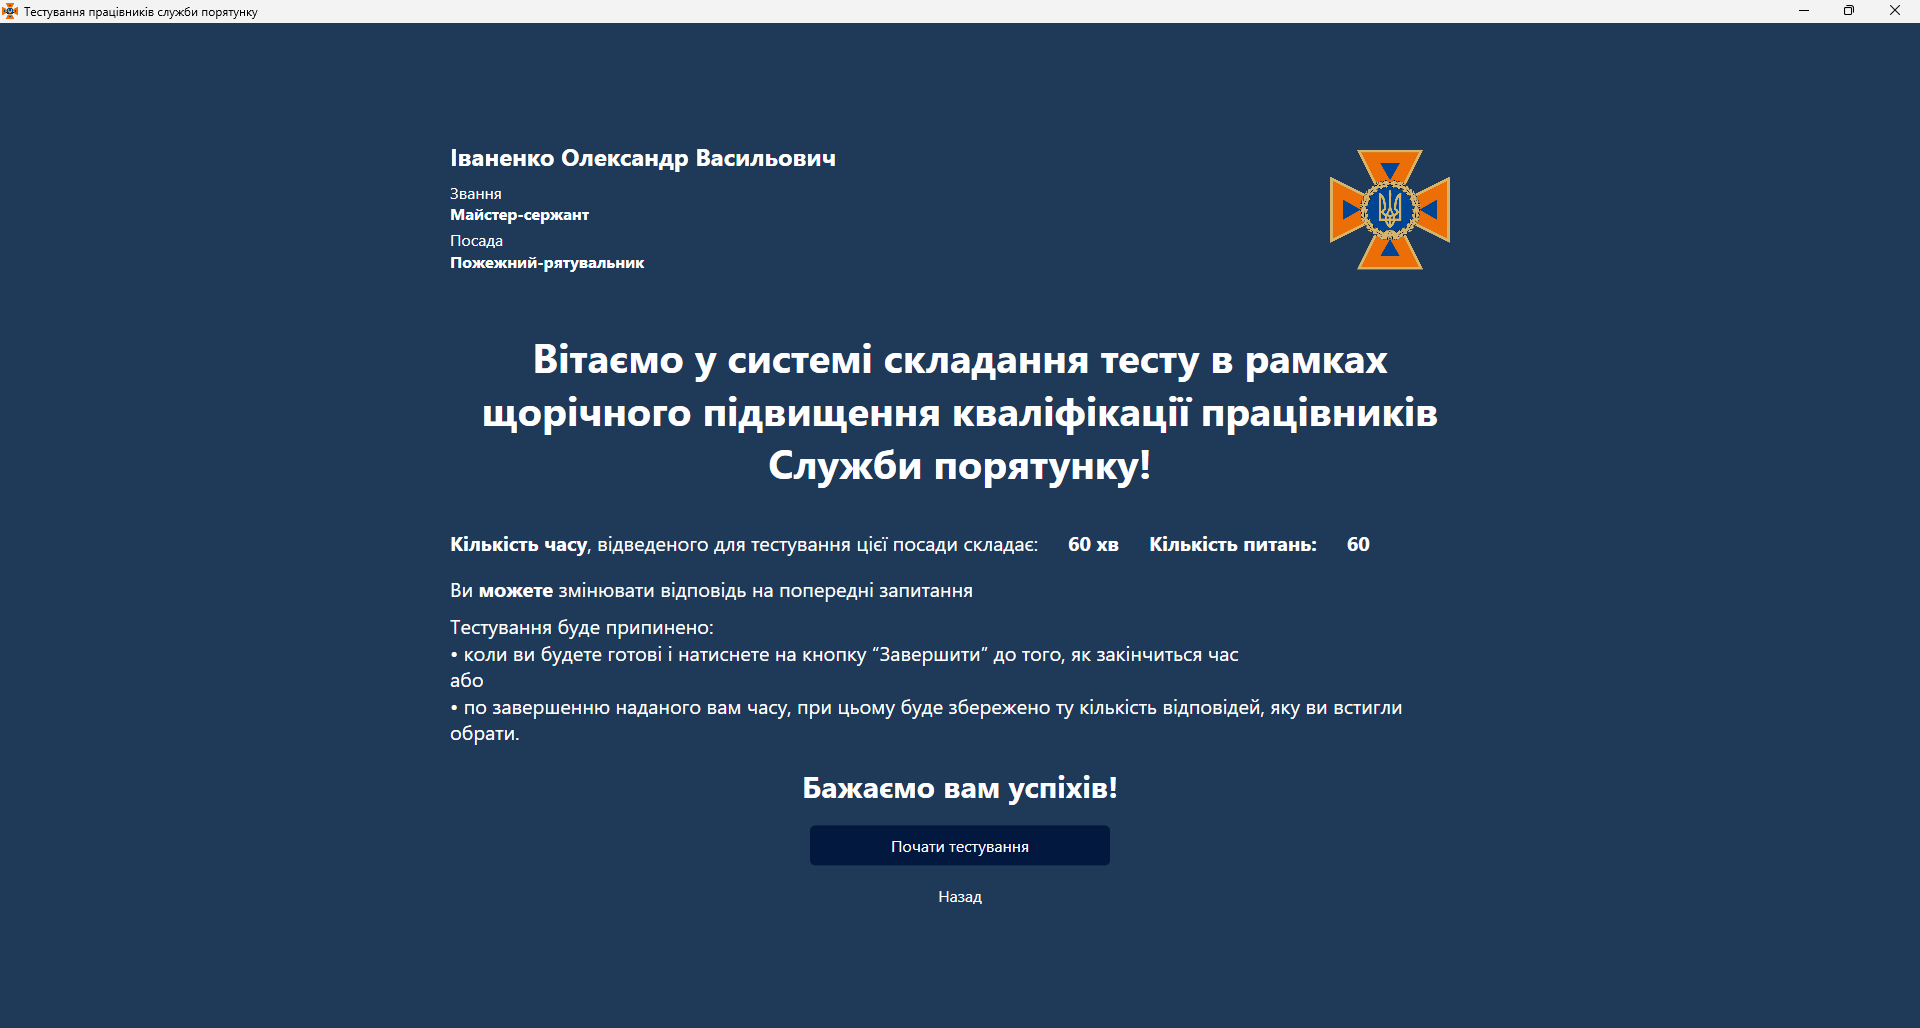 Тестування працівників служби порятунку
Іваненко Олександр Васильович
Звання
Майстер-сержант
Посада
Пожежний-рятувальник
Вітаємо у системі складання тесту в рамках
щорічного підвищення кваліфікації працівників
Служби порятунку!
Кількість часу, відведеного для тестування цієї посади складає: 60 хв Кількість питань: 60
Ви можете змінювати відповідь на попередні запитання
Тестування буде припинено:
• коли ви будете готові і натиснете на кнопку “Завершити” до того, як закінчиться час
або
• по завершенню наданого вам часу, при цьому буде збережено ту кількість відповідей, яку ви встигли
обрати.
Бажаємо вам успіхів!
Почати тестування
Назад